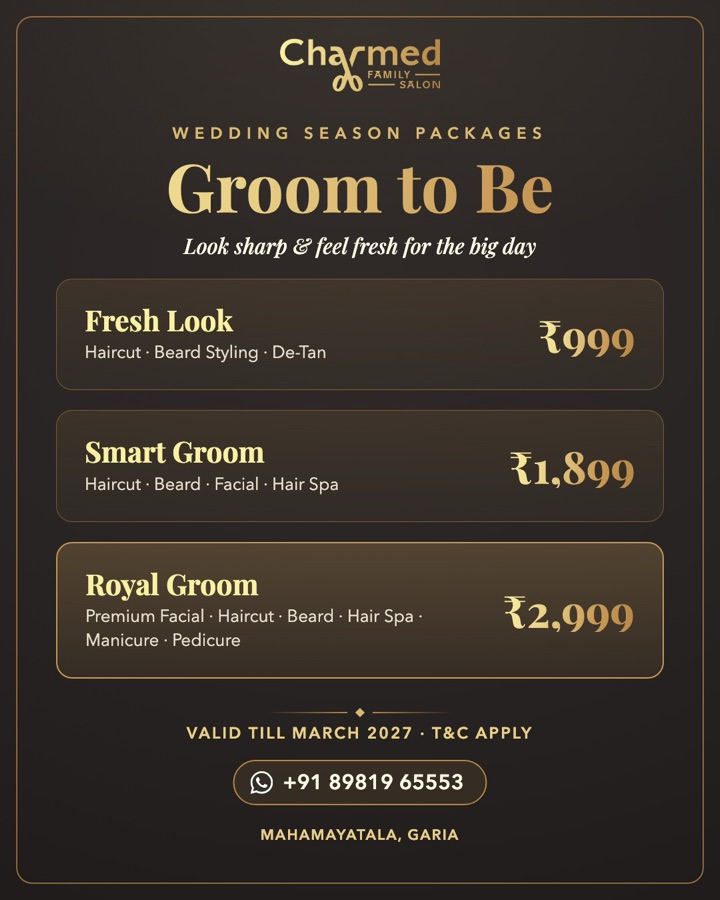 Charmed
FAMILY
SALON
WEDDING SEASON PACKAGES
Groom to Be
Look sharp & feel fresh for the big day
Fresh Look
Haircut · Beard Styling · De-Tan
₹999
Smart Groom
Haircut · Beard · Facial · Hair Spa
₹1,899
Royal Groom
Premium Facial · Haircut · Beard · Hair Spa ·
Manicure · Pedicure
₹2,999
VALID TILL MARCH 2027 · T&C APPLY
+91 89819 65553
MAHAMAYATALA, GARIA